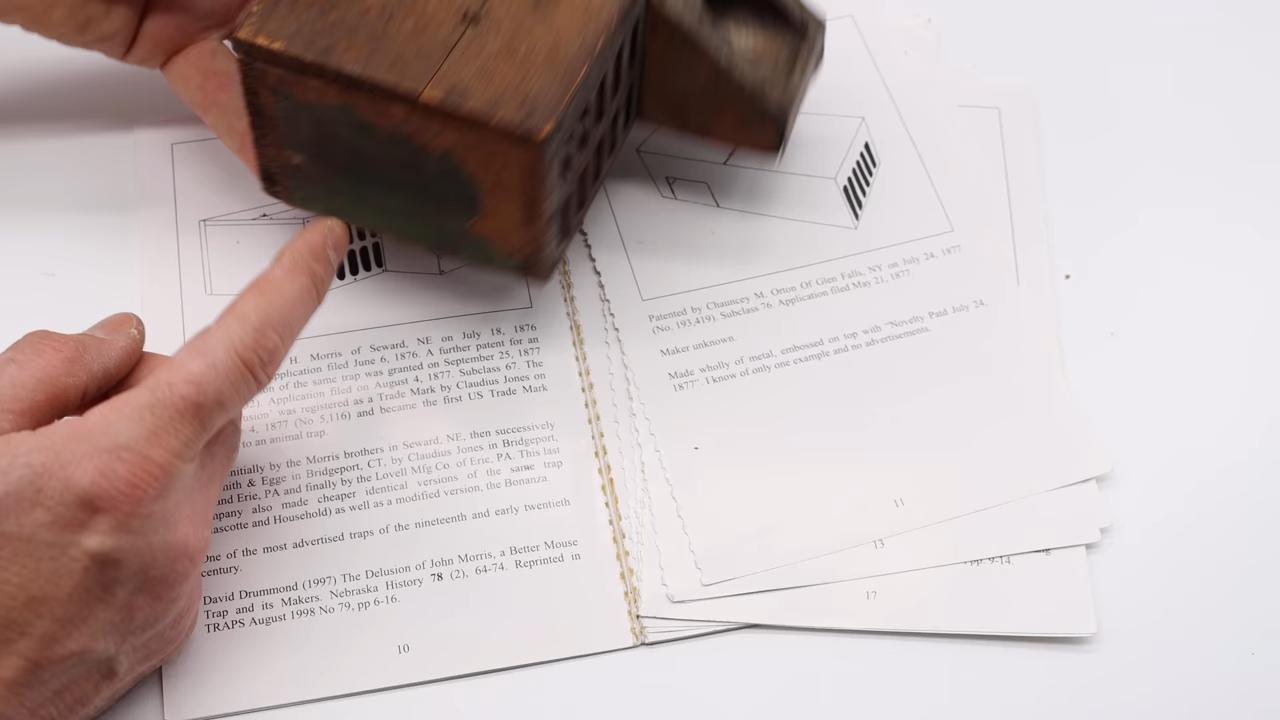 H. Morris of Seward, NE on July 18, 1876
Application filed June 6, 1876. A further patent for an
of the same trap was granted on September 25, 1877
Application filed on August 4, 1877. Subclass 67. The
was registered as a Trade Mark by Claudius Jones on
4, 1877 (No 5,116) and became the first US Trade Mark
to an animal trap.
by the Morris brothers in Seward, NE, then successively
& Egge in Bridgeport, CT, by Claudius Jones in Bridgeport,
and Erie, PA and finally by the Lovell Mfg Co. of Erie, PA. This last
also made cheaper identical versions of the same trap
and Household) as well as a modified version, the Bonanza.
One of the most advertised traps of the nineteenth and early twentieth
century.
David Drummond (1997) The Delusion of John Morris, a Better Mouse
Trap and its Makers. Nebraska History 78 (2), 64-74. Reprinted in
TRAPS August 1998 No 79, pp 6-16.
10
Patented by Chauncey M. Orton Of Glen Falls, NY on July 24, 1877
(No. 193,419). Subclass 76. Application filed May 21, 1877
Maker unknown.
Made wholly of metal, embossed on top with "Novelty Patd July 24,
1877". I know of only one example and no advertisements.
11
13
pp. 9-14.
17